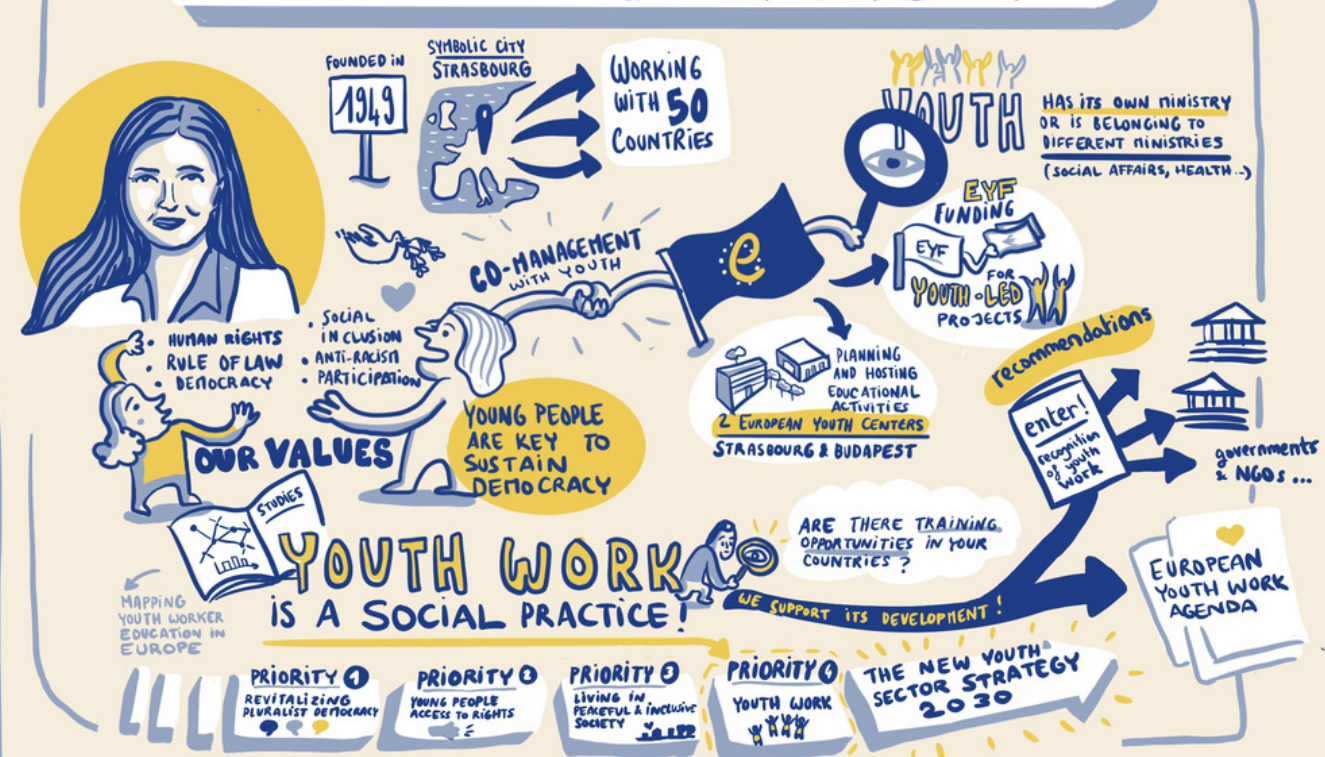 FOUNDED IN
1949
SYMBOLIC CITY
STRASBOURG
WORKING
WITH 50
COUNTRIES
YOUTH
HAS ITS OWN MINISTRY
OR IS BELONGING TO
DIFFERENT MINISTRIES
(SOCIAL AFFAIRS, HEALTH...)
CO-MANAGEMENT
WITH YOUTH
e
EYF
FUNDING
EYF
FOR
YOUTH-LED
PROJECTS
• HUMAN RIGHTS
RULE OF LAW
• DEMOCRACY
• SOCIAL
INCLUSION
• ANTI-RACISM
• PARTICIPATION
OUR VALUES
YOUNG PEOPLE
ARE KEY TO
SUSTAIN
DEMOCRACY
PLANNING
AND HOSTING
EDUCATIONAL
ACTIVITIES
2 EUROPEAN YOUTH CENTERS
STRASBOURG & BUDAPEST
recommendations
enter!
recognition
of youth
work
governments
& NGOs ...
STUDIES
MAPPING
YOUTH WORKER
EDUCATION IN
EUROPE
YOUTH WORK
IS A SOCIAL PRACTICE!
ARE THERE TRAINING
OPPORTUNITIES IN YOUR
COUNTRIES?
WE SUPPORT ITS DEVELOPMENT!
EUROPEAN
YOUTH WORK
AGENDA
PRIORITY 1
REVITALIZING
PLURALIST DEMOCRACY
PRIORITY 2
YOUNG PEOPLE
ACCESS TO RIGHTS
PRIORITY 3
LIVING IN
PEACEFUL & INCLUSIVE
SOCIETY
PRIORITY 4
YOUTH WORK
THE NEW YOUTH
SECTOR STRATEGY
2030